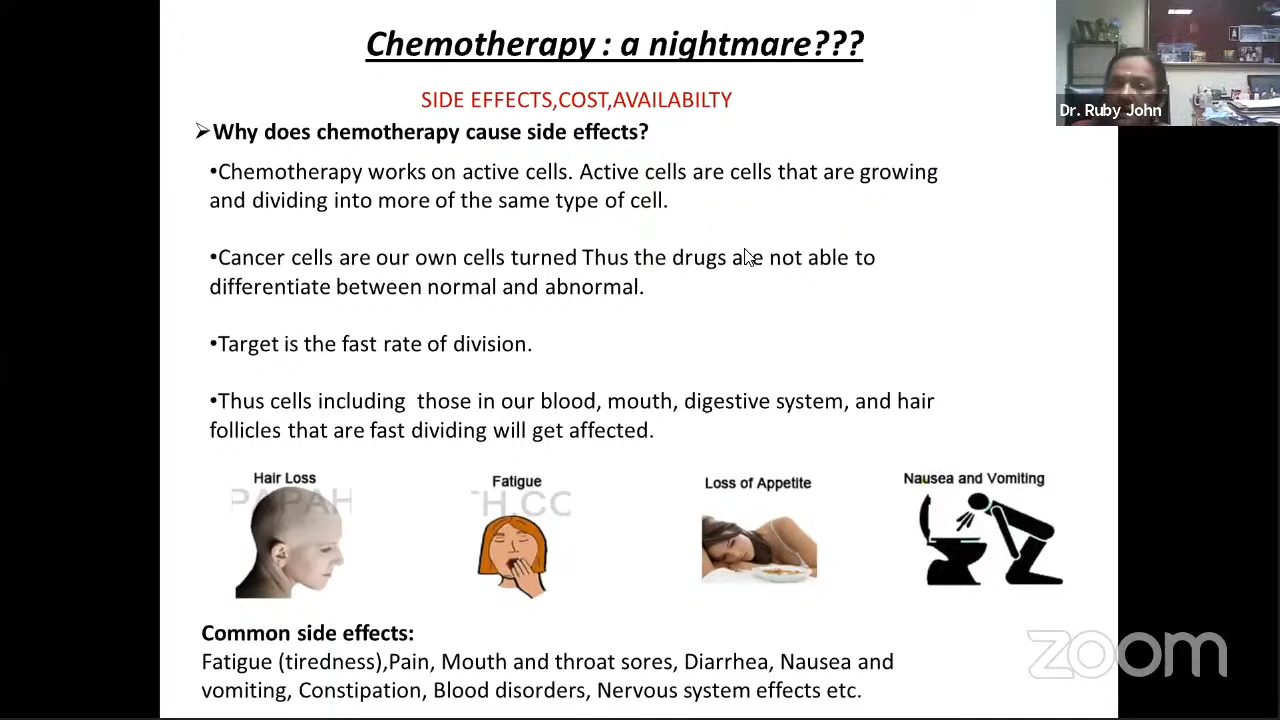 Chemotherapy : a nightmare???
SIDE EFFECTS,COST,AVAILABILTY
Dr. Ruby John
➢Why does chemotherapy cause side effects?
•Chemotherapy works on active cells. Active cells are cells that are growing
and dividing into more of the same type of cell.
•Cancer cells are our own cells turned Thus the drugs are not able to
differentiate between normal and abnormal.
•Target is the fast rate of division.
•Thus cells including those in our blood, mouth, digestive system, and hair
follicles that are fast dividing will get affected.
Hair Loss
Fatigue
Loss of Appetite
Nausea and Vomiting
Common side effects:
Fatigue (tiredness),Pain, Mouth and throat sores, Diarrhea, Nausea and
vomiting, Constipation, Blood disorders, Nervous system effects etc.
zoom